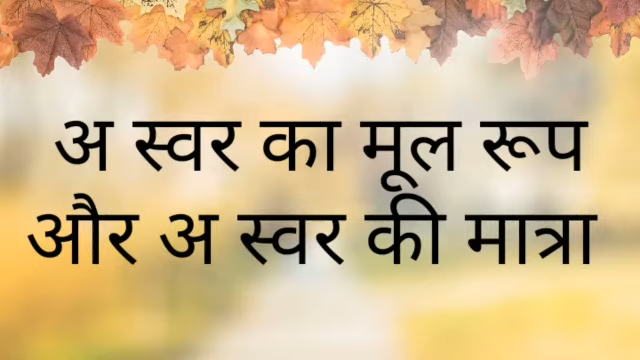 अ स्वर का मूल रूप
और अ स्वर की मात्रा